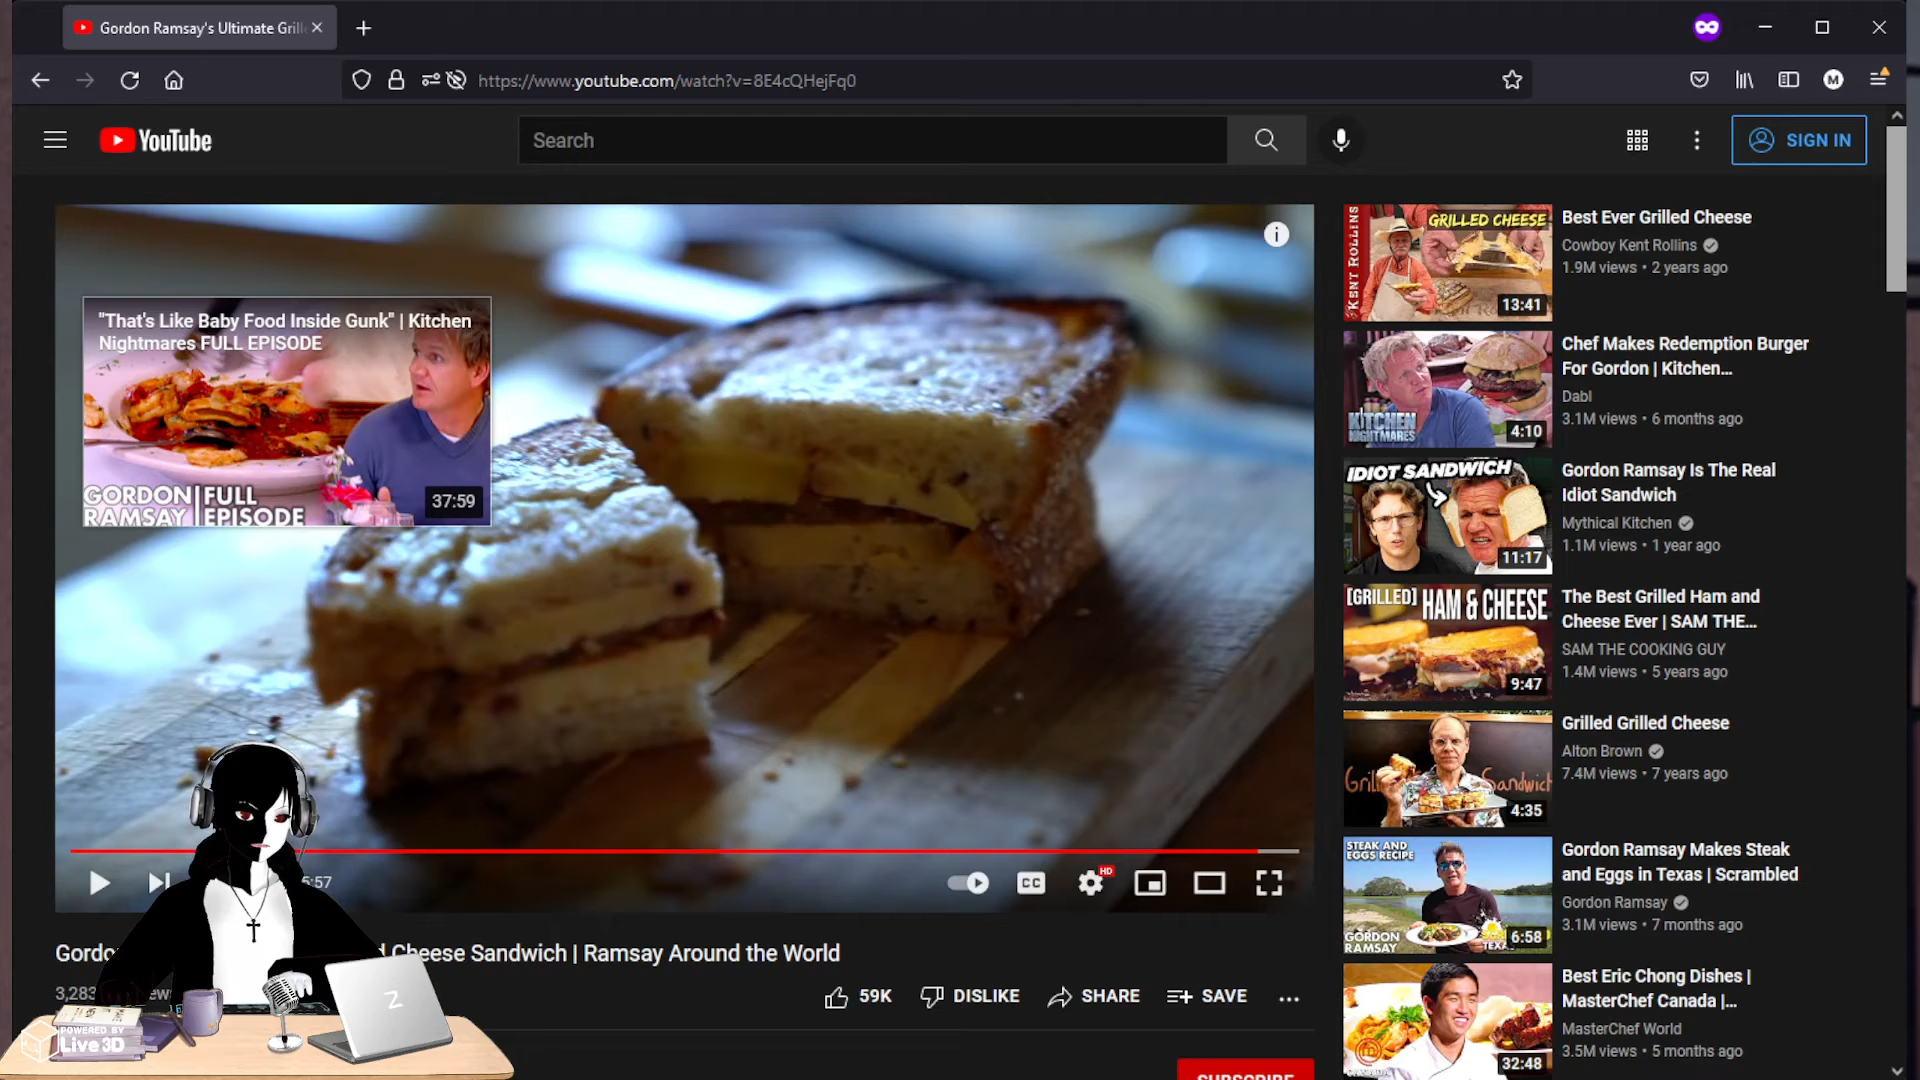 Gordon Ramsay's Ultimate Grill
https://www.youtube.com/watch?v=8E4cQHejFq0
YouTube
Search
SIGN IN
"That's Like Baby Food Inside Gunk" | Kitchen
Nightmares FULL EPISODE
GORDON RAMSAY | FULL EPISODE
37:59
5:57
CC
HD
Gordo
Cheese Sandwich | Ramsay Around the World
3,283
59K
DISLIKE
SHARE
SAVE
SUBSCRIBE
Z
POWERED BY
Live3D
KENT ROLLINS
GRILLED CHEESE
13:41
Best Ever Grilled Cheese
Cowboy Kent Rollins
1.9M views • 2 years ago
KITCHEN
NIGHTMARES
4:10
Chef Makes Redemption Burger
For Gordon | Kitchen...
Dabl
3.1M views • 6 months ago
IDIOT SANDWICH
11:17
Gordon Ramsay Is The Real
Idiot Sandwich
Mythical Kitchen
1.1M views • 1 year ago
[GRILLED] HAM & CHEESE
9:47
The Best Grilled Ham and
Cheese Ever | SAM THE...
SAM THE COOKING GUY
1.4M views • 5 years ago
Grill
Sandwich
4:35
Grilled Grilled Cheese
Alton Brown
7.4M views • 7 years ago
STEAK AND
EGGS RECIPE
GORDON
RAMSAY
6:58
Gordon Ramsay Makes Steak
and Eggs in Texas | Scrambled
Gordon Ramsay
3.1M views • 7 months ago
32:48
Best Eric Chong Dishes |
MasterChef Canada |...
MasterChef World
3.5M views • 5 months ago